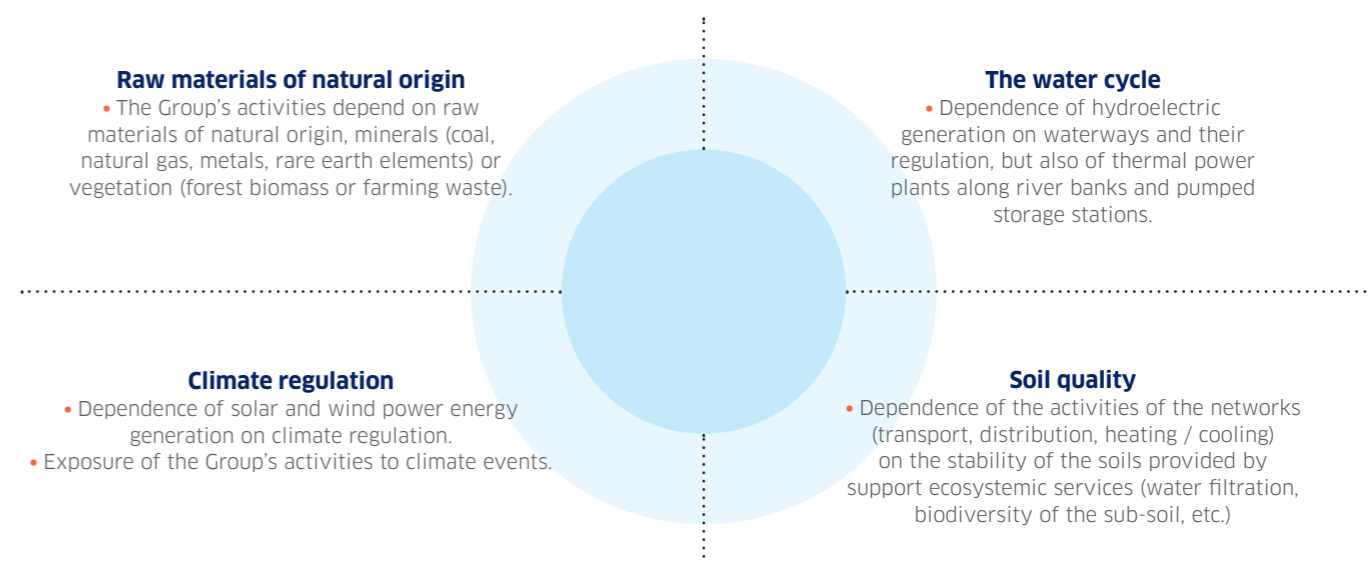 Raw materials of natural origin
• The Group's activities depend on raw
materials of natural origin, minerals (coal,
natural gas, metals, rare earth elements) or
vegetation (forest biomass or farming waste).
The water cycle
• Dependence of hydroelectric
generation on waterways and their
regulation, but also of thermal power
plants along river banks and pumped
storage stations.
Climate regulation
• Dependence of solar and wind power energy
generation on climate regulation.
• Exposure of the Group's activities to climate events.
Soil quality
• Dependence of the activities of the networks
(transport, distribution, heating / cooling)
on the stability of the soils provided by
support ecosystemic services (water filtration,
biodiversity of the sub-soil, etc.)